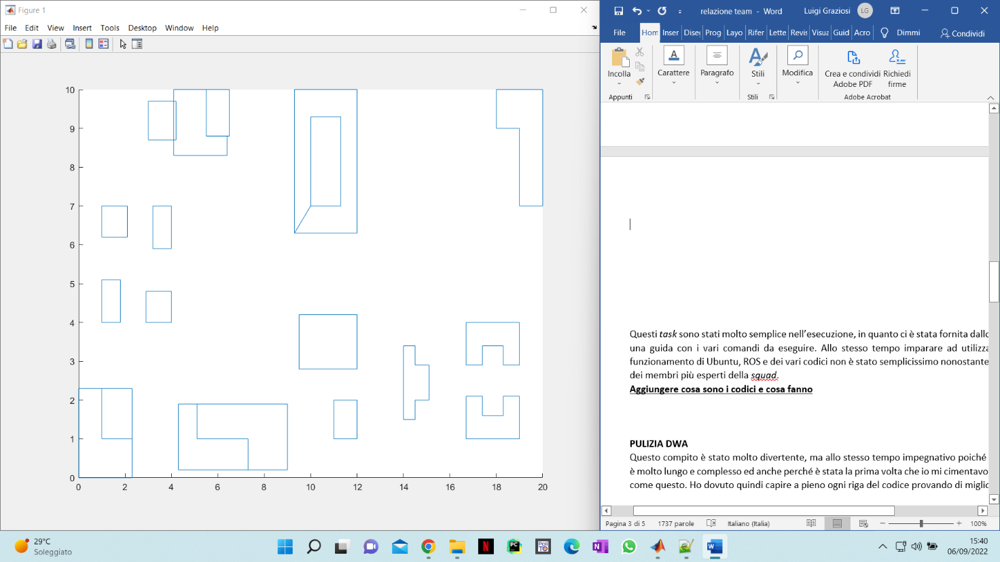 Figure 1
File Edit View Insert Tools Desktop Window Help
10
9
8
7
6
5
4
3
2
1
0
0 2 4 6 8 10 12 14 16 18 20
relazione team - Word Luigi Graziosi LG
File Hom Inser Dise Prog Layo Rifer Lette Revis Visua Guid Acro Dimmi Condividi
Incolla Carattere Paragrafo Stili Modifica Crea e condividi Adobe PDF Richiedi firme
Appunti Stili Adobe Acrobat
Questi task sono stati molto semplice nell'esecuzione, in quanto ci è stata fornita dallo
una guida con i vari comandi da eseguire. Allo stesso tempo imparare ad utilizza
funzionamento di Ubuntu, ROS e dei vari codici non è stato semplicissimo nonostante
dei membri più esperti della squad.
Aggiungere cosa sono i codici e cosa fanno
PULIZIA DWA
Questo compito è stato molto divertente, ma allo stesso tempo impegnativo poiché
è molto lungo e complesso ed anche perché è stata la prima volta che io mi cimentavo
come questo. Ho dovuto quindi capire a pieno ogni riga del codice provando di miglio
Pagina 3 di 5 1737 parole Italiano (Italia) 100%
29°C
Soleggiato
15:40
06/09/2022